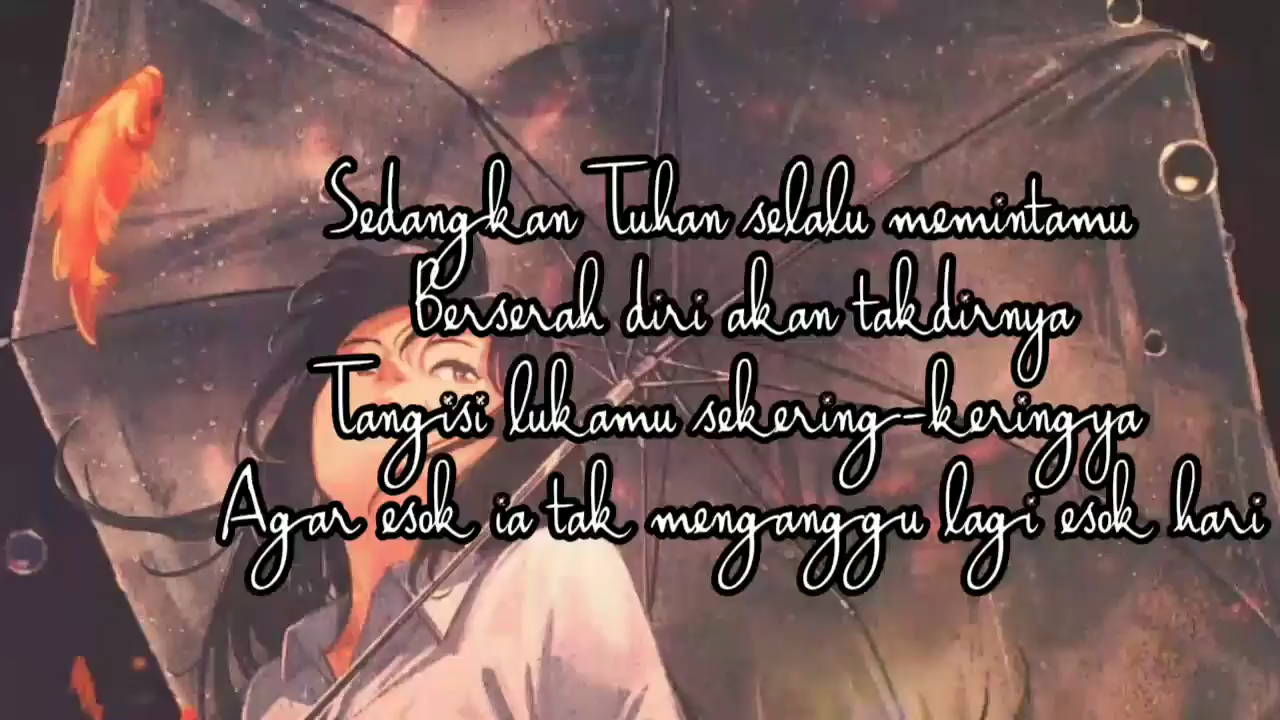 Sedangkan Tuhan selalu memintamu
Berserah diri akan takdirnya
Tangisi lukamu sekering-keringya
Agar esok ia tak menganggu lagi esok hari